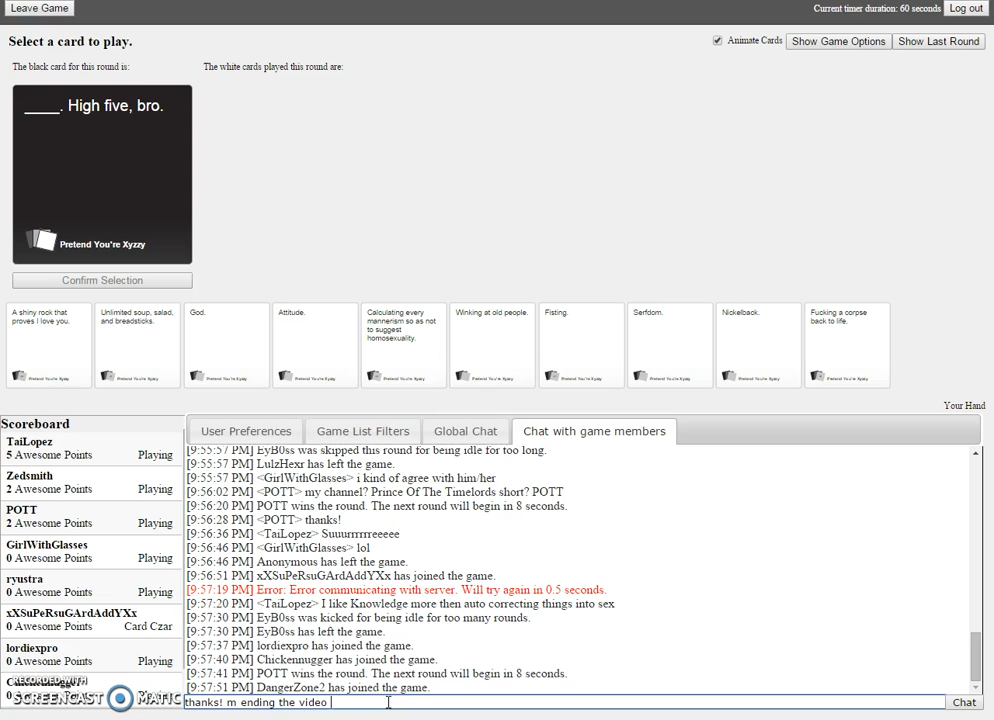 Leave Game
Current timer duration: 60 seconds
Log out
Select a card to play.
Animate Cards
Show Game Options
Show Last Round
The black card for this round is:
The white cards played this round are:
_____. High five, bro.
Pretend You're Xyzzy
Confirm Selection
A shiny rock that
proves I love you.
Pretend You're Xyzzy
Unlimited soup, salad,
and breadsticks.
Pretend You're Xyzzy
God.
Pretend You're Xyzzy
Attitude.
Pretend You're Xyzzy
Calculating every
mannerism so as not
to suggest
homosexuality.
Pretend You're Xyzzy
Winking at old people.
Pretend You're Xyzzy
Fisting.
Pretend You're Xyzzy
Serfdom.
Pretend You're Xyzzy
Nickelback.
Pretend You're Xyzzy
Fucking a corpse
back to life.
Pretend You're Xyzzy
Your Hand
Scoreboard
TaiLopez
5 Awesome Points Playing
Zedsmith
2 Awesome Points Playing
POTT
2 Awesome Points Playing
GirlWithGlasses
0 Awesome Points Playing
ryustra
0 Awesome Points Playing
xXSuPeRsuGArdAddYXx
0 Awesome Points Card Czar
lordiexpro
0 Awesome Points Playing
RECORDED WITH
SCREENCAST MATIC
User Preferences
Game List Filters
Global Chat
Chat with game members
[9:55:57 PM] EyB0ss was skipped this round for being idle for too long.
[9:55:57 PM] LulzHexr has left the game.
[9:55:57 PM] <GirlWithGlasses> i kind of agree with him/her
[9:56:02 PM] <POTT> my channel? Prince Of The Timelords short? POTT
[9:56:20 PM] POTT wins the round. The next round will begin in 8 seconds.
[9:56:28 PM] <POTT> thanks!
[9:56:36 PM] <TaiLopez> Suuurrrrreeeee
[9:56:46 PM] <GirlWithGlasses> lol
[9:56:46 PM] Anonymous has left the game.
[9:56:51 PM] xXSuPeRsuGArdAddYXx has joined the game.
[9:57:19 PM] Error: Error communicating with server. Will try again in 0.5 seconds.
[9:57:20 PM] <TaiLopez> I like Knowledge more then auto correcting things into sex
[9:57:30 PM] EyB0ss was kicked for being idle for too many rounds.
[9:57:30 PM] EyB0ss has left the game.
[9:57:37 PM] lordiexpro has joined the game.
[9:57:40 PM] Chickennugger has joined the game.
[9:57:41 PM] POTT wins the round. The next round will begin in 8 seconds.
[9:57:51 PM] DangerZone2 has joined the game.
thanks! m ending the video
Chat